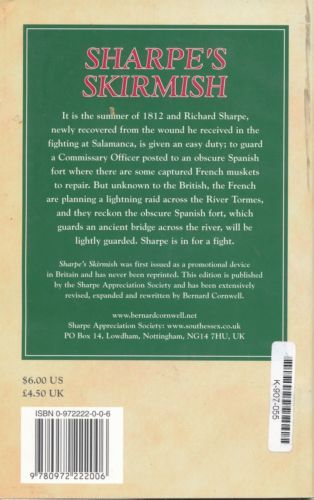 SHARPE'S
SKIRMISH
It is the summer of 1812 and Richard Sharpe,
newly recovered from the wound he received in the
fighting at Salamanca, is given an easy duty; to guard
a Commissary Officer posted to an obscure Spanish
fort where there are some captured French muskets
to repair. But unknown to the British, the French
are planning a lightning raid across the River Tormes,
and they reckon the obscure Spanish fort, which
guards an ancient bridge across the river, will
be lightly guarded. Sharpe is in for a fight.
Sharpe's Skirmish was first issued as a promotional device
in Britain and has never been reprinted. This edition is published
by the Sharpe Appreciation Society and has been extensively
revised, expanded and rewritten by Bernard Cornwell.
www.bernardcornwell.net
Sharpe Appreciation Society: www.southessex.co.uk
PO Box 14, Lowdham, Nottingham, NG14 7HU, UK
K-907-055
$6.00 US
£4.50 UK
ISBN 0-972222-0-0-6
9 780972 222006